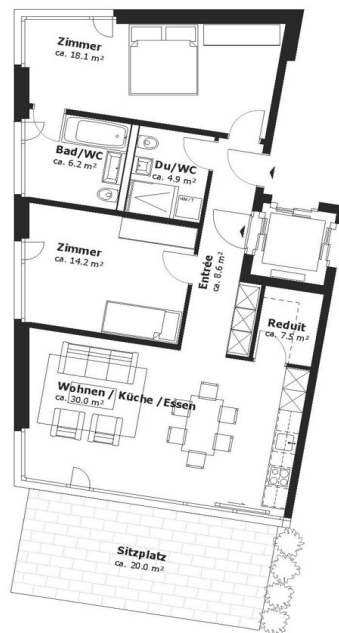 Zimmer
ca. 18.1 m²
Bad/WC
ca. 6.2 m²
Du/WC
ca. 4.9 m²
WM / T
Zimmer
ca. 14.2 m²
Entrée
ca. 8.6 m²
Reduit
ca. 7.5 m²
Wohnen / Küche /Essen
ca. 30.0 m²
Sitzplatz
ca. 20.0 m²